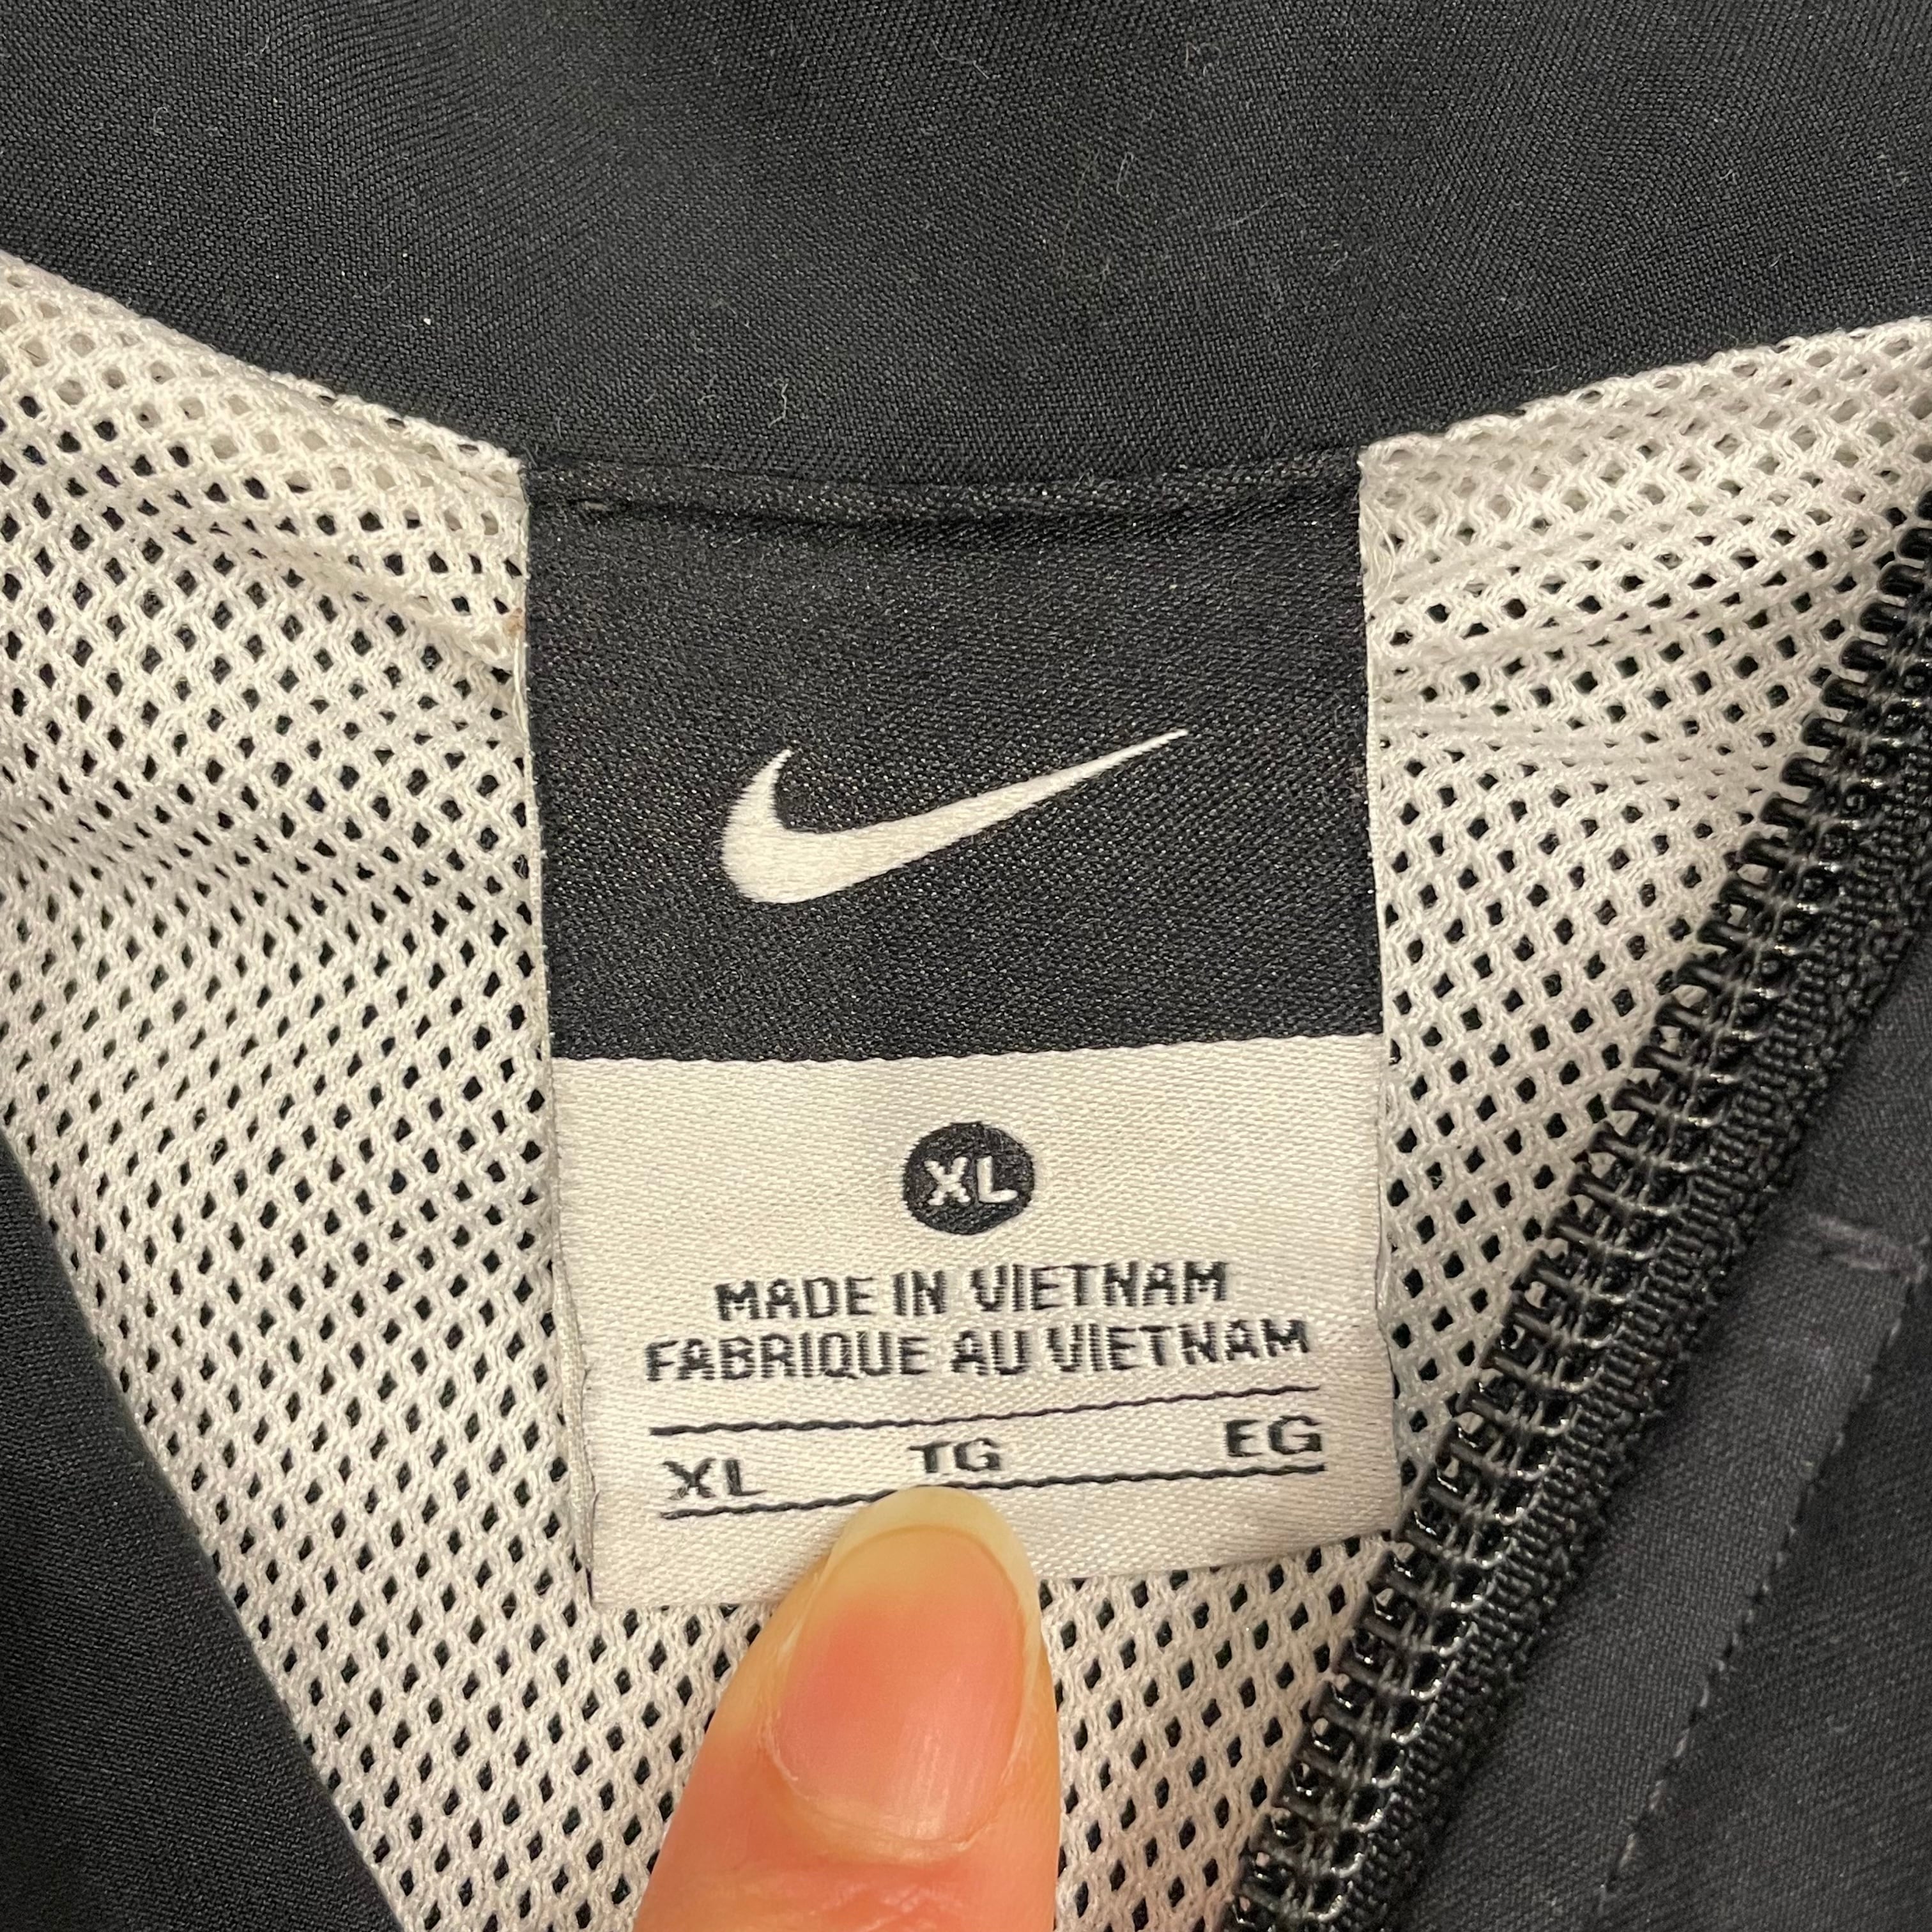 XL
MADE IN VIETNAM
FABRIQUE AU VIETNAM
XL TG EG